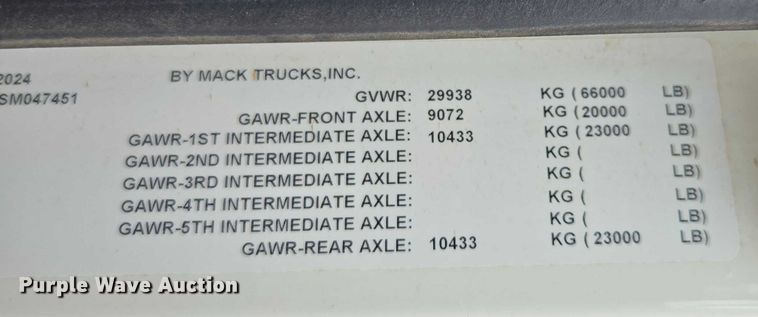 2024 BY MACK TRUCKS,INC.
SM047451 GVWR: 29938 KG ( 66000 LB)
GAWR-FRONT AXLE: 9072 KG ( 20000 LB)
GAWR-1ST INTERMEDIATE AXLE: 10433 KG ( 23000 LB)
GAWR-2ND INTERMEDIATE AXLE: KG ( LB)
GAWR-3RD INTERMEDIATE AXLE: KG ( LB)
GAWR-4TH INTERMEDIATE AXLE: KG ( LB)
GAWR-5TH INTERMEDIATE AXLE: KG ( LB)
GAWR-REAR AXLE: 10433 KG ( 23000 LB)
Purple Wave Auction